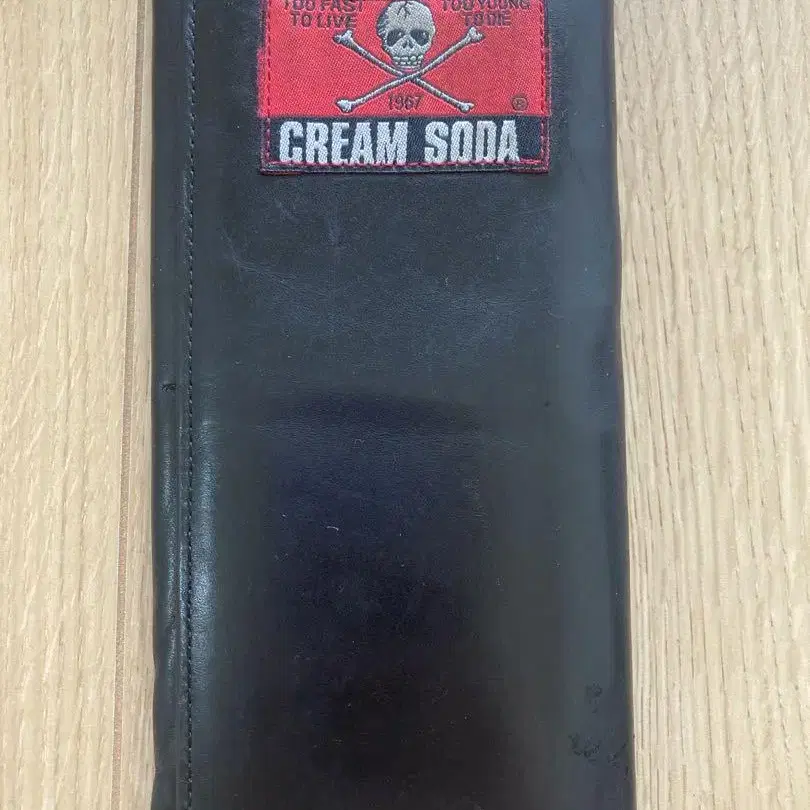 TOO FAST TOO YOUNG
TO LIVE TO DIE
1967 ®
CREAM SODA